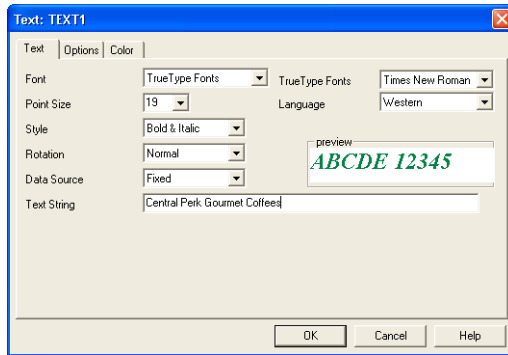 Text: TEXT1
Text Options Color
Font TrueType Fonts TrueType Fonts Times New Roman
Point Size 19 Language Western
Style Bold & Italic
preview
Rotation Normal ABCDE 12345
Data Source Fixed
Text String Central Perk Gourmet Coffees
OK Cancel Help